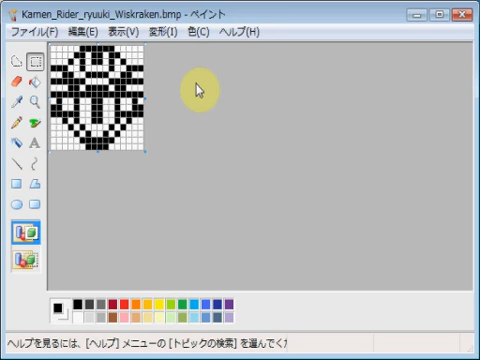 Kamen_Rider_ryuuki_Wiskraken.bmp - ペイント
ファイル(F) 編集(E) 表示(V) 変形(I) 色(C) ヘルプ(H)
A
ヘルプを見るには、[ヘルプ] メニューの [トピックの検索] を選んでくだ